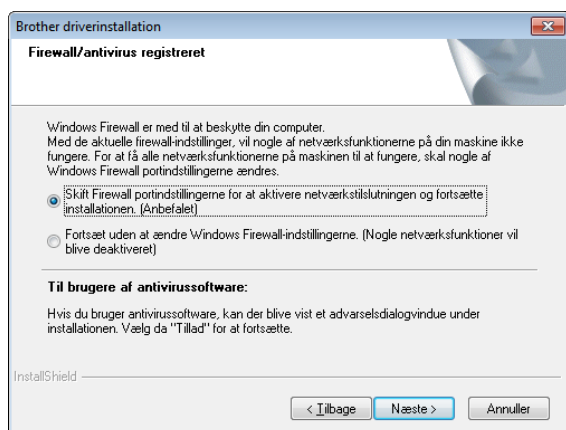 Brother driverinstallation
Firewall/antivirus registreret
Windows Firewall er med til at beskytte din computer.
Med de aktuelle firewall-indstillinger, vil nogle af netværksfunktionerne på din maskine ikke
fungere. For at få alle netværksfunktionerne på maskinen til at fungere, skal nogle af
Windows Firewall portindstillingerne ændres.
Skift Firewall portindstillingerne for at aktivere netværkstilslutningen og fortsætte
installationen. (Anbefalet)
Fortsæt uden at ændre Windows Firewall-indstillingerne. (Nogle netværksfunktioner vil
blive deaktiveret)
Til brugere af antivirussoftware:
Hvis du bruger antivirussoftware, kan der blive vist et advarselsdialogvindue under
installationen. Vælg da "Tillad" for at fortsætte.
InstallShield
< Tilbage Næste > Annuller